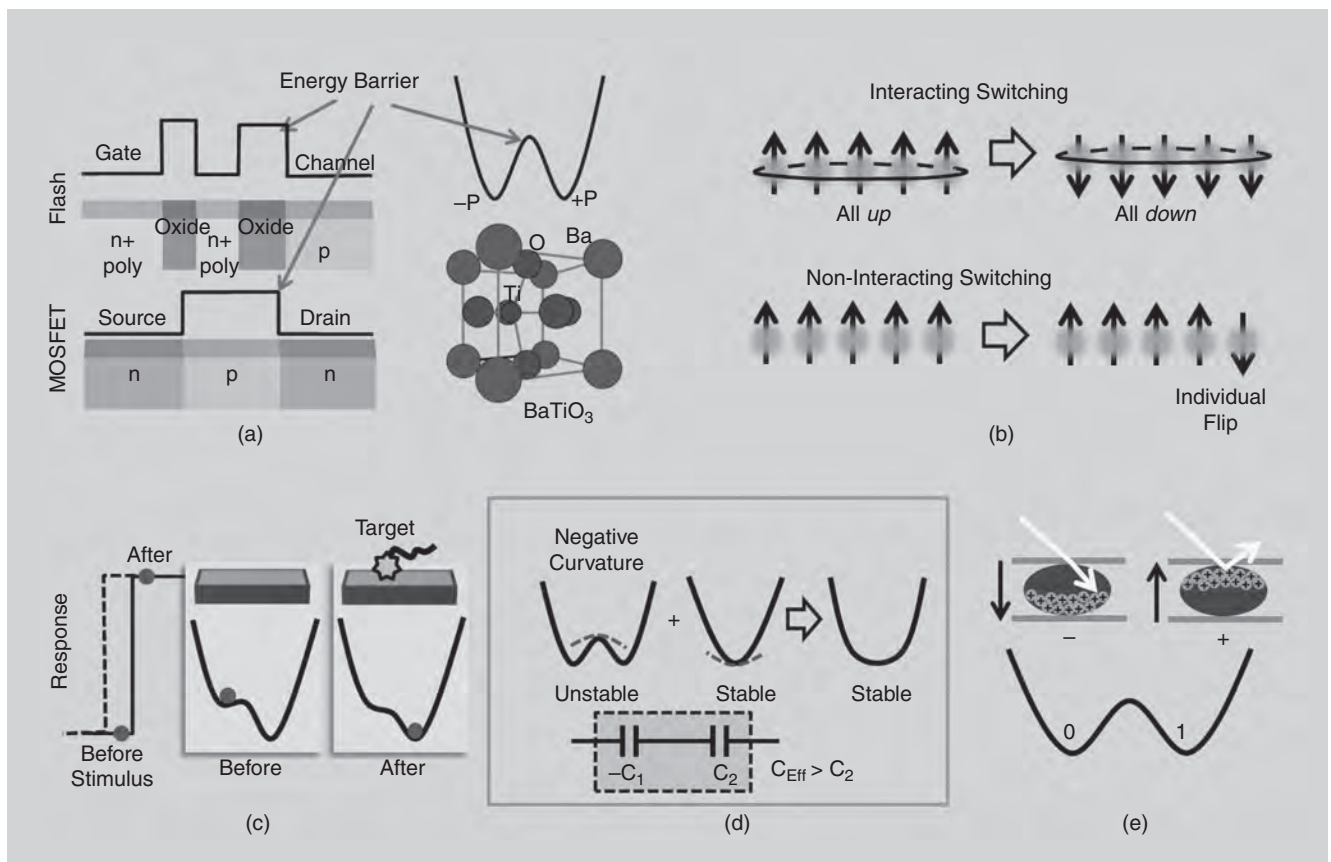 Energy Barrier
Gate
Channel
Flash
Oxide
Oxide
n+
poly
n+
poly
p
MOSFET
Source
Drain
n
p
n
–P
+P
O
Ba
Ti
BaTiO3
(a)
Interacting Switching
All up
All down
Non-Interacting Switching
Individual
Flip
(b)
Response
After
Before
Stimulus
Target
Before
After
(c)
Negative
Curvature
+
Unstable
Stable
Stable
–C1
C2
CEff > C2
(d)
–
+
0
1
(e)